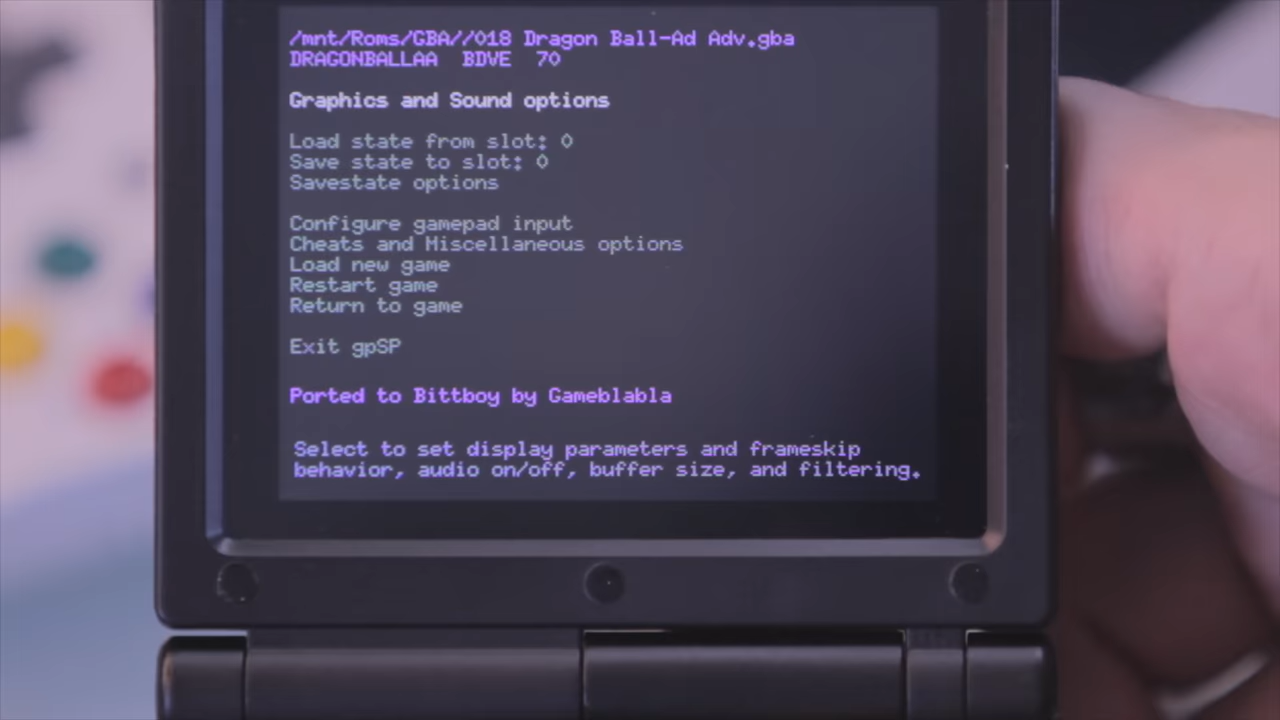 /mnt/Roms/GBA//018 Dragon Ball-Ad Adv.gba
DRAGONBALLAA BDVE 70
Graphics and Sound options
Load state from slot: 0
Save state to slot: 0
Savestate options
Configure gamepad input
Cheats and Miscellaneous options
Load new game
Restart game
Return to game
Exit gpSP
Ported to Bittboy by Gameblabla
Select to set display parameters and frameskip
behavior, audio on/off, buffer size, and filtering.